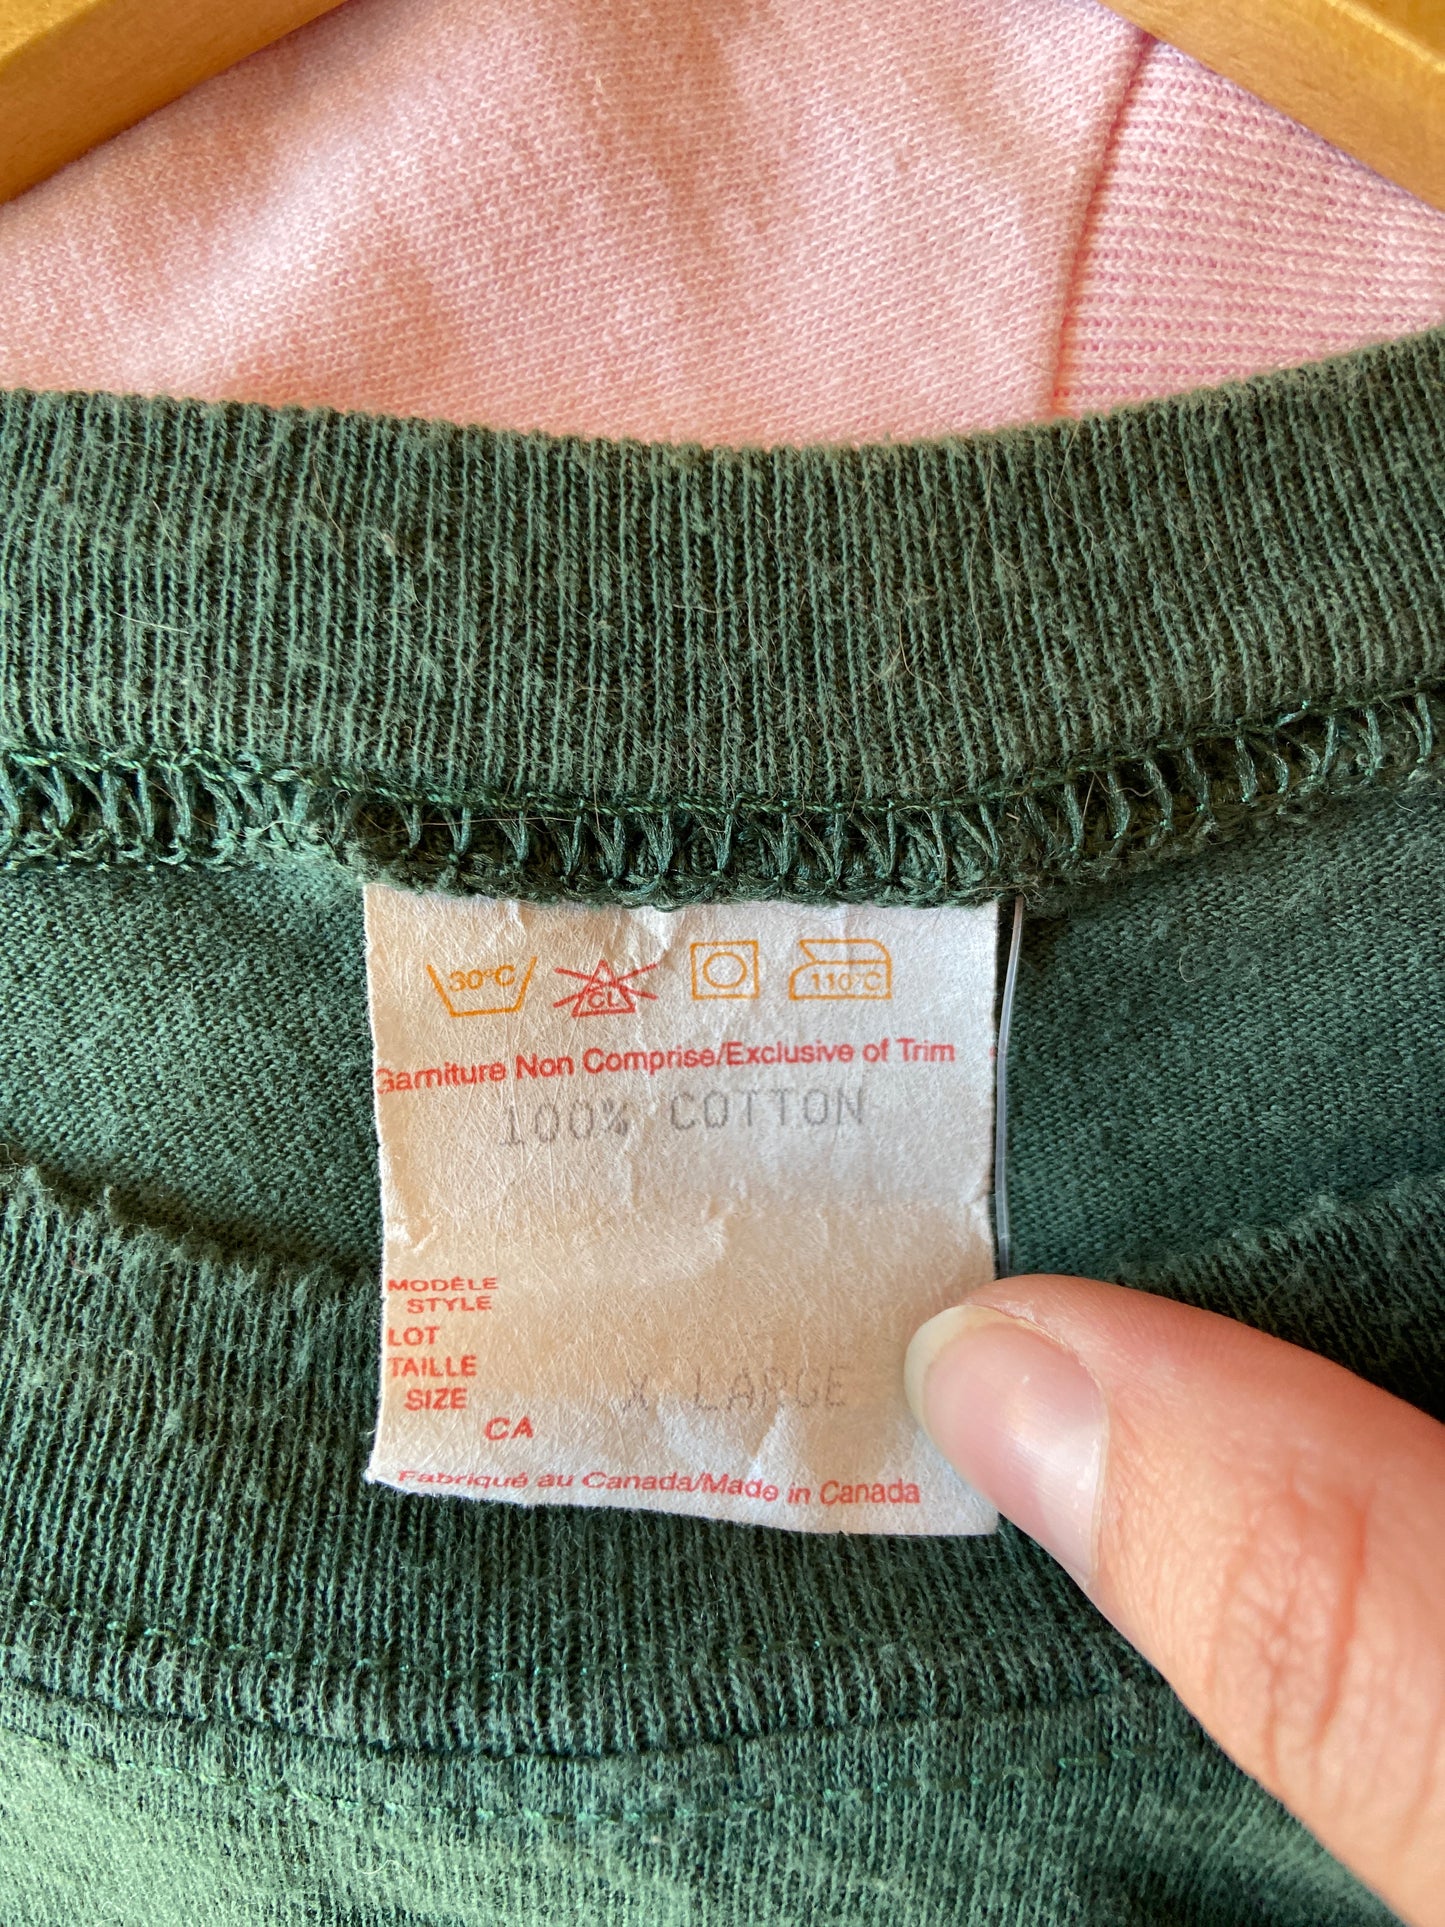 30°C CL 110°C
Garniture Non Comprise/Exclusive of Trim
100% COTTON
MODÈLE
STYLE
LOT
TAILLE
SIZE X LARGE
CA
Fabriqué au Canada/Made in Canada